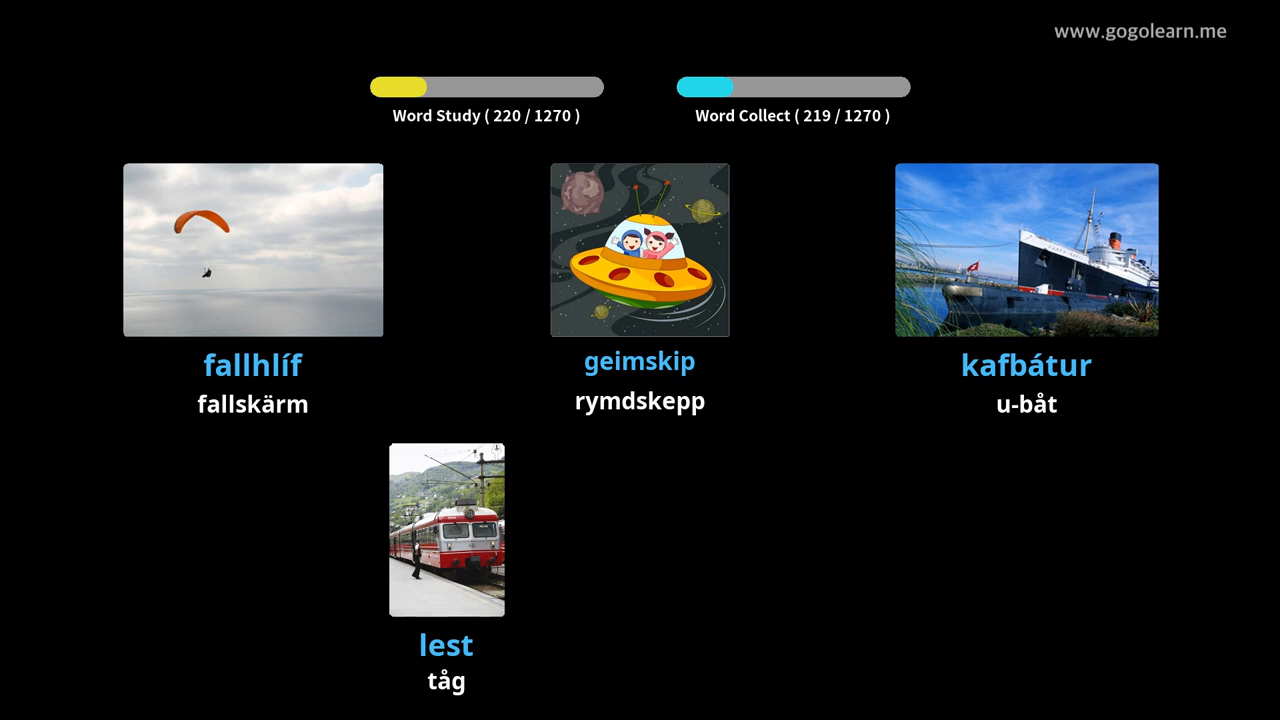 www.gogolearn.me
Word Study ( 220 / 1270 )
Word Collect ( 219 / 1270 )
fallhlíf
fallskärm
geimskip
rymdskepp
kafbátur
u-båt
lest
tåg